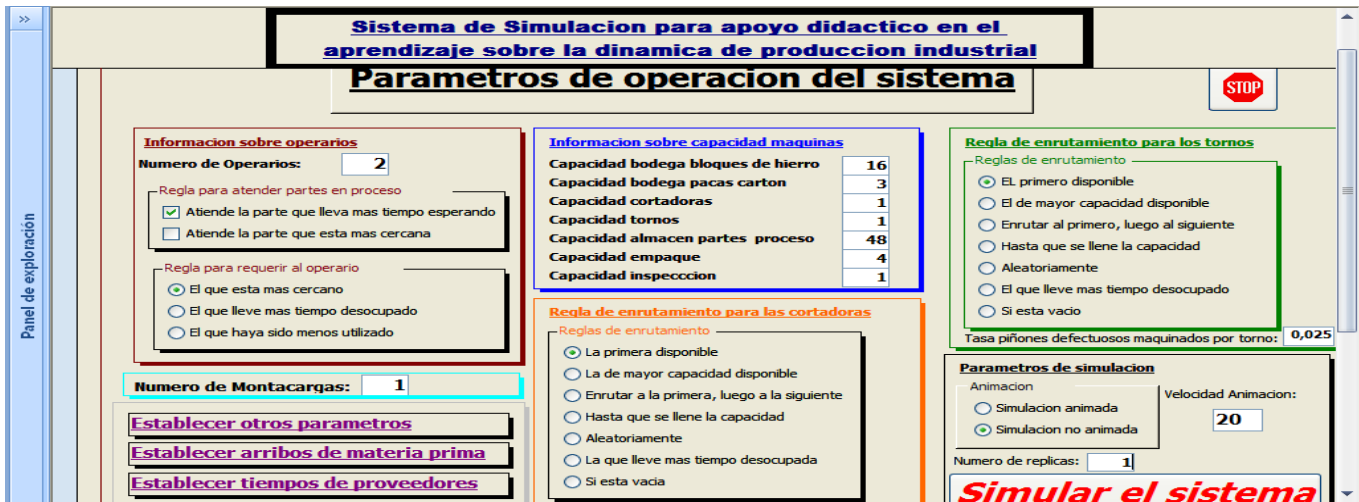 »
Panel de exploración
Sistema de Simulacion para apoyo didactico en el
aprendizaje sobre la dinamica de produccion industrial
Parametros de operacion del sistema
STOP
Informacion sobre operarios
Numero de Operarios: 2
Regla para atender partes en proceso
Atiende la parte que lleva mas tiempo esperando
Atiende la parte que esta mas cercana
Regla para requerir al operario
El que esta mas cercano
El que lleve mas tiempo desocupado
El que haya sido menos utilizado
Numero de Montacargas: 1
Establecer otros parametros
Establecer arribos de materia prima
Establecer tiempos de proveedores
Informacion sobre capacidad maquinas
Capacidad bodega bloques de hierro 16
Capacidad bodega pacas carton 3
Capacidad cortadoras 1
Capacidad tornos 1
Capacidad almacen partes proceso 48
Capacidad empaque 4
Capacidad inspecccion 1
Regla de enrutamiento para las cortadoras
Reglas de enrutamiento
La primera disponible
La de mayor capacidad disponible
Enrutar a la primera, luego a la siguiente
Hasta que se llene la capacidad
Aleatoriamente
La que lleve mas tiempo desocupada
Si esta vacia
Regla de enrutamiento para los tornos
Reglas de enrutamiento
EL primero disponible
El de mayor capacidad disponible
Enrutar al primero, luego al siguiente
Hasta que se llene la capacidad
Aleatoriamente
El que lleve mas tiempo desocupado
Si esta vacio
Tasa piñones defectuosos maquinados por torno: 0,025
Parametros de simulacion
Animacion
Simulacion animada
Simulacion no animada
Velocidad Animacion:
20
Numero de replicas: 1
Simular el sistema